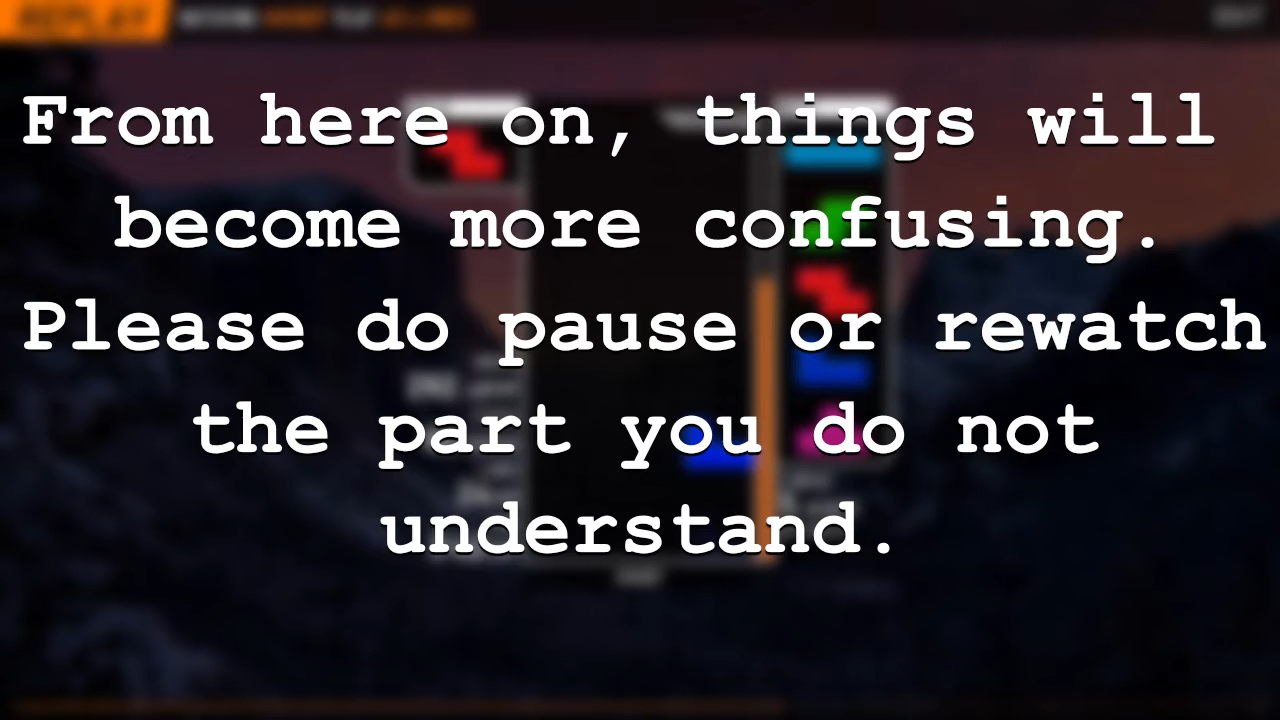 REPLAY
From here on, things will
become more confusing.
Please do pause or rewatch
the part you do not
understand.